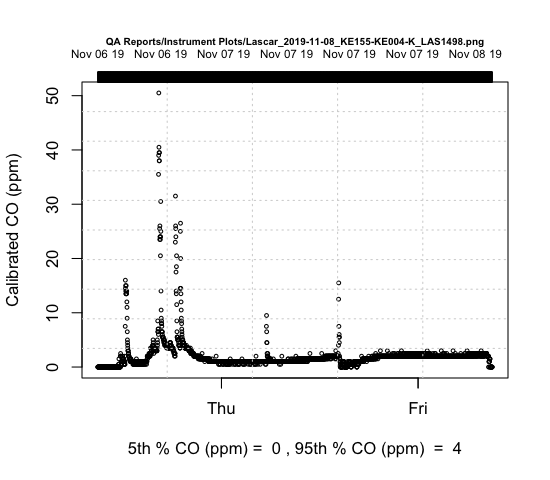 QA Reports/Instrument Plots/Lascar_2019-11-08_KE155-KE004-K_LAS1498.png
Nov 06 19 Nov 06 19 Nov 07 19 Nov 07 19 Nov 07 19 Nov 07 19 Nov 08 19
Calibrated CO (ppm)
50
40
30
20
10
0
Thu Fri
5th % CO (ppm) = 0 , 95th % CO (ppm) = 4